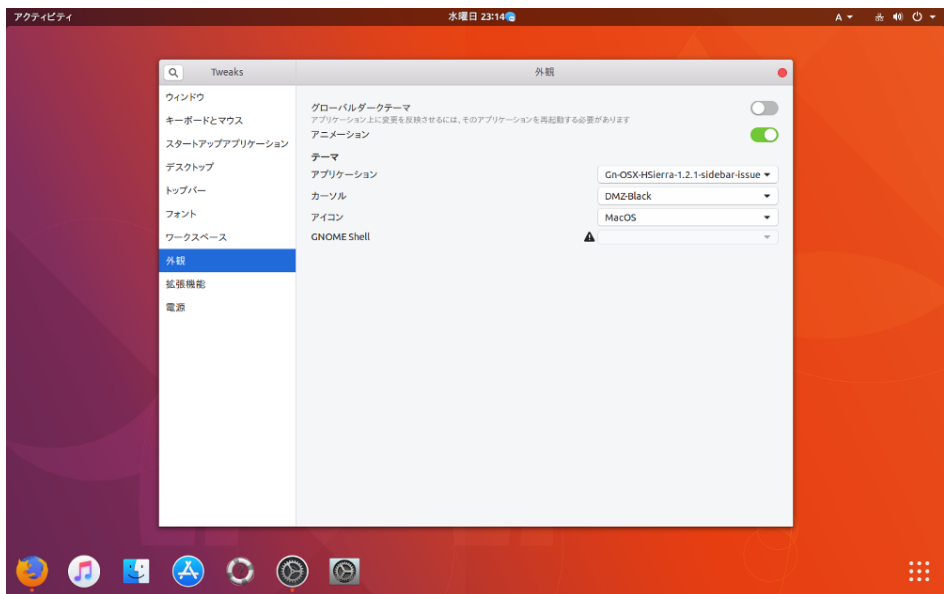 アクティビティ
水曜日 23:14
A
Tweaks
外観
ウィンドウ
キーボードとマウス
スタートアップアプリケーション
デスクトップ
トップバー
フォント
ワークスペース
外観
拡張機能
電源
グローバルダークテーマ
アプリケーション上に変更を反映させるには、そのアプリケーションを再起動する必要があります
アニメーション
テーマ
アプリケーション Gn-OSX-HSierra-1.2.1-sidebar-issue
カーソル DMZ-Black
アイコン MacOS
GNOME Shell